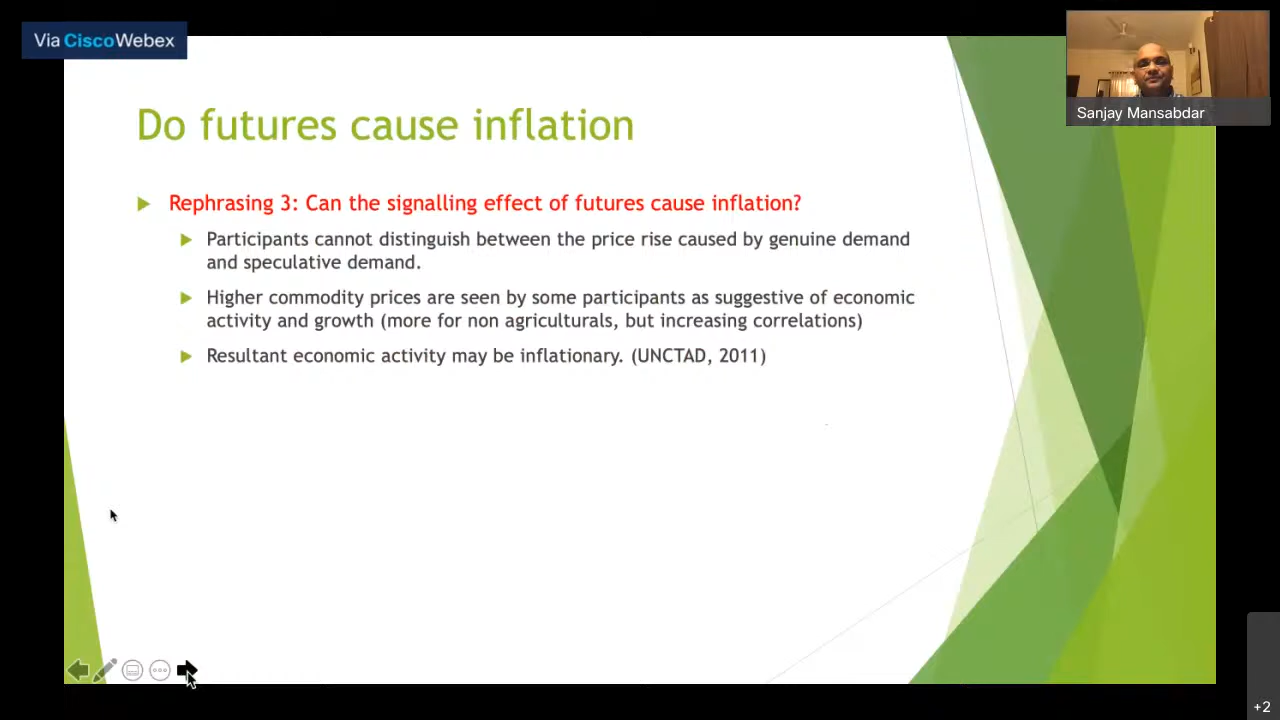 Via CiscoWebex
Sanjay Mansabdar
Do futures cause inflation
Rephrasing 3: Can the signalling effect of futures cause inflation?
Participants cannot distinguish between the price rise caused by genuine demand
and speculative demand.
Higher commodity prices are seen by some participants as suggestive of economic
activity and growth (more for non agriculturals, but increasing correlations)
Resultant economic activity may be inflationary. (UNCTAD, 2011)
+2